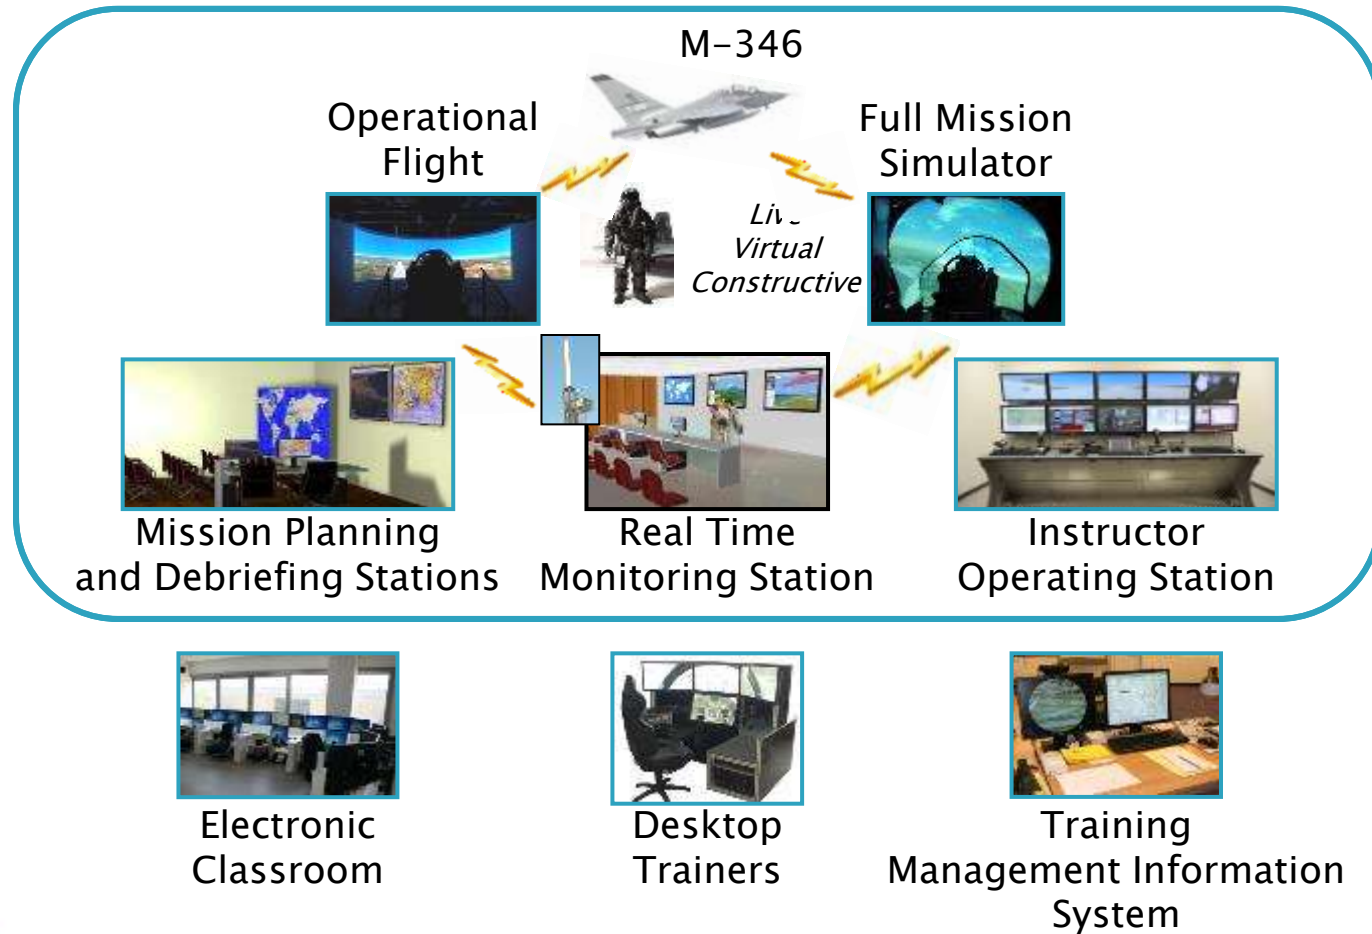 M-346
Operational
Flight
Full Mission
Simulator
Live
Virtual
Constructive
Mission Planning
and Debriefing Stations
Real Time
Monitoring Station
Instructor
Operating Station
Electronic
Classroom
Desktop
Trainers
Training
Management Information
System